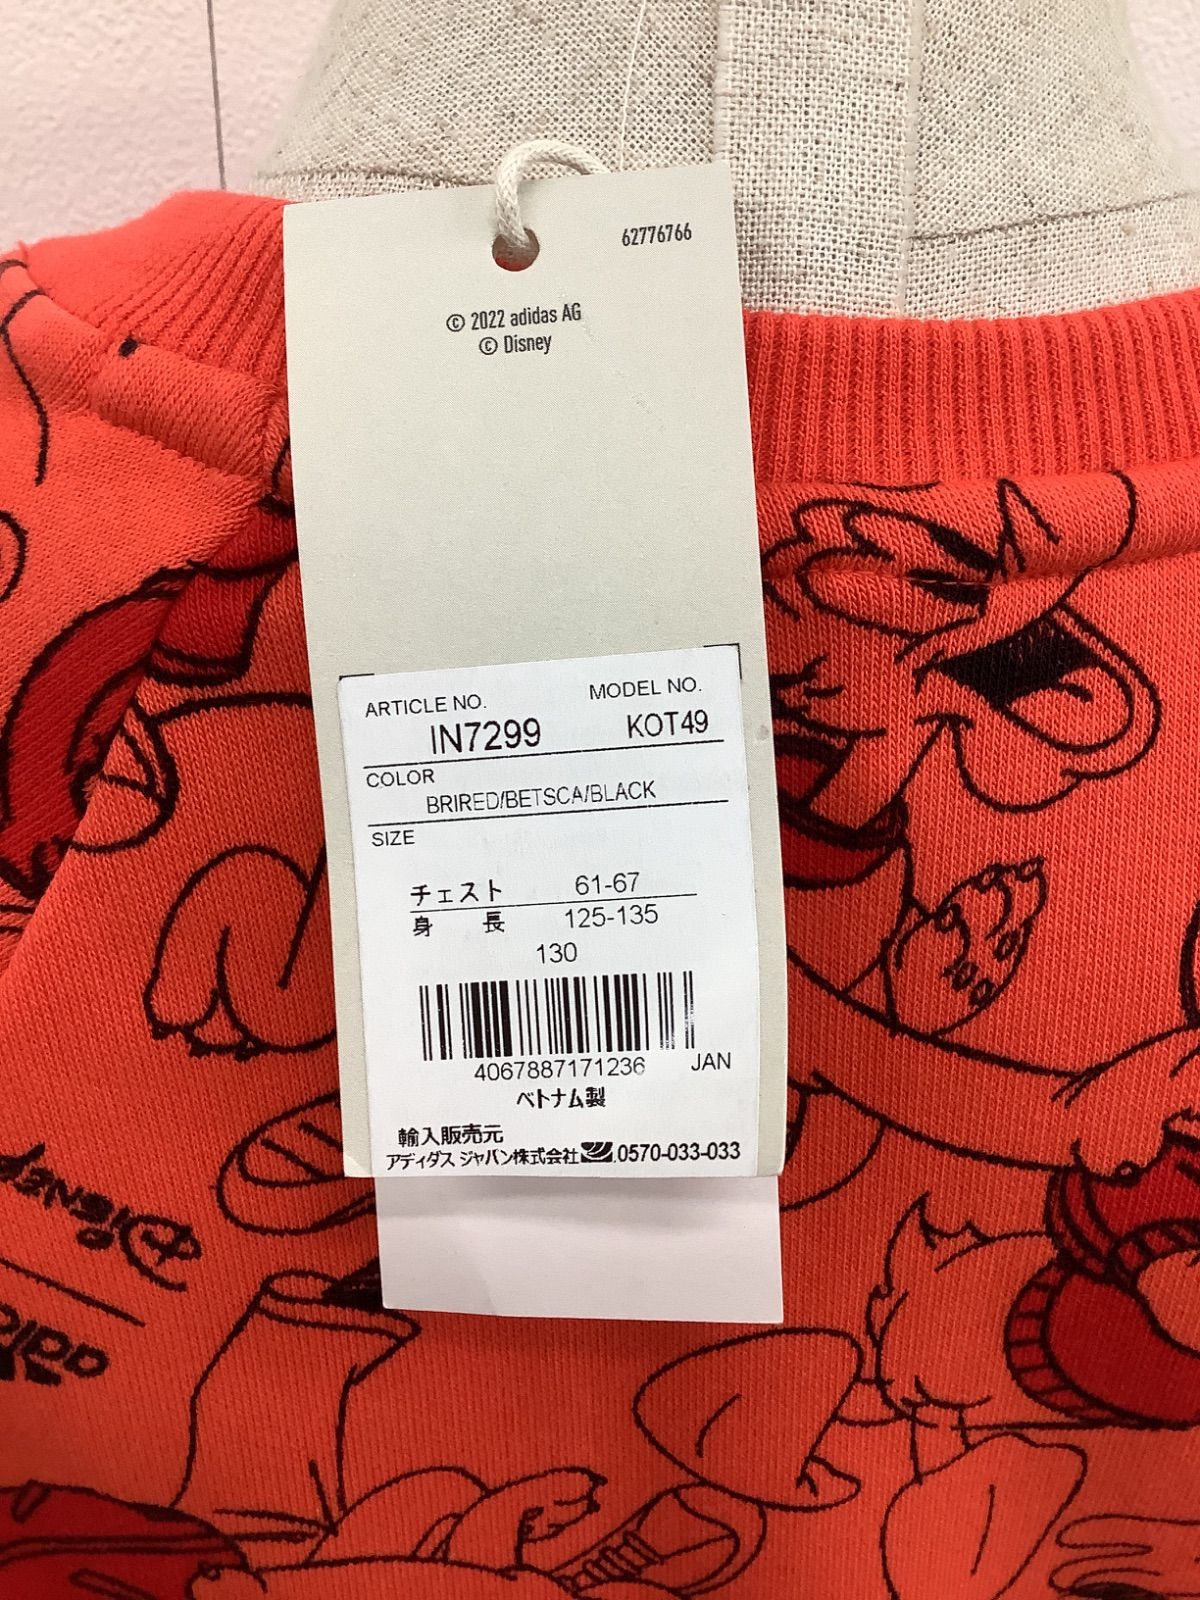 62776766
© 2022 adidas AG
© Disney
ARTICLE NO. MODEL NO.
IN7299 KOT49
COLOR
BRIRED/BETSCA/BLACK
SIZE
チェスト 61-67
身 長 125-135
130
4067887171236 JAN
ベトナム製
輸入販売元
アディダス ジャパン株式会社 0570-033-033
Disney